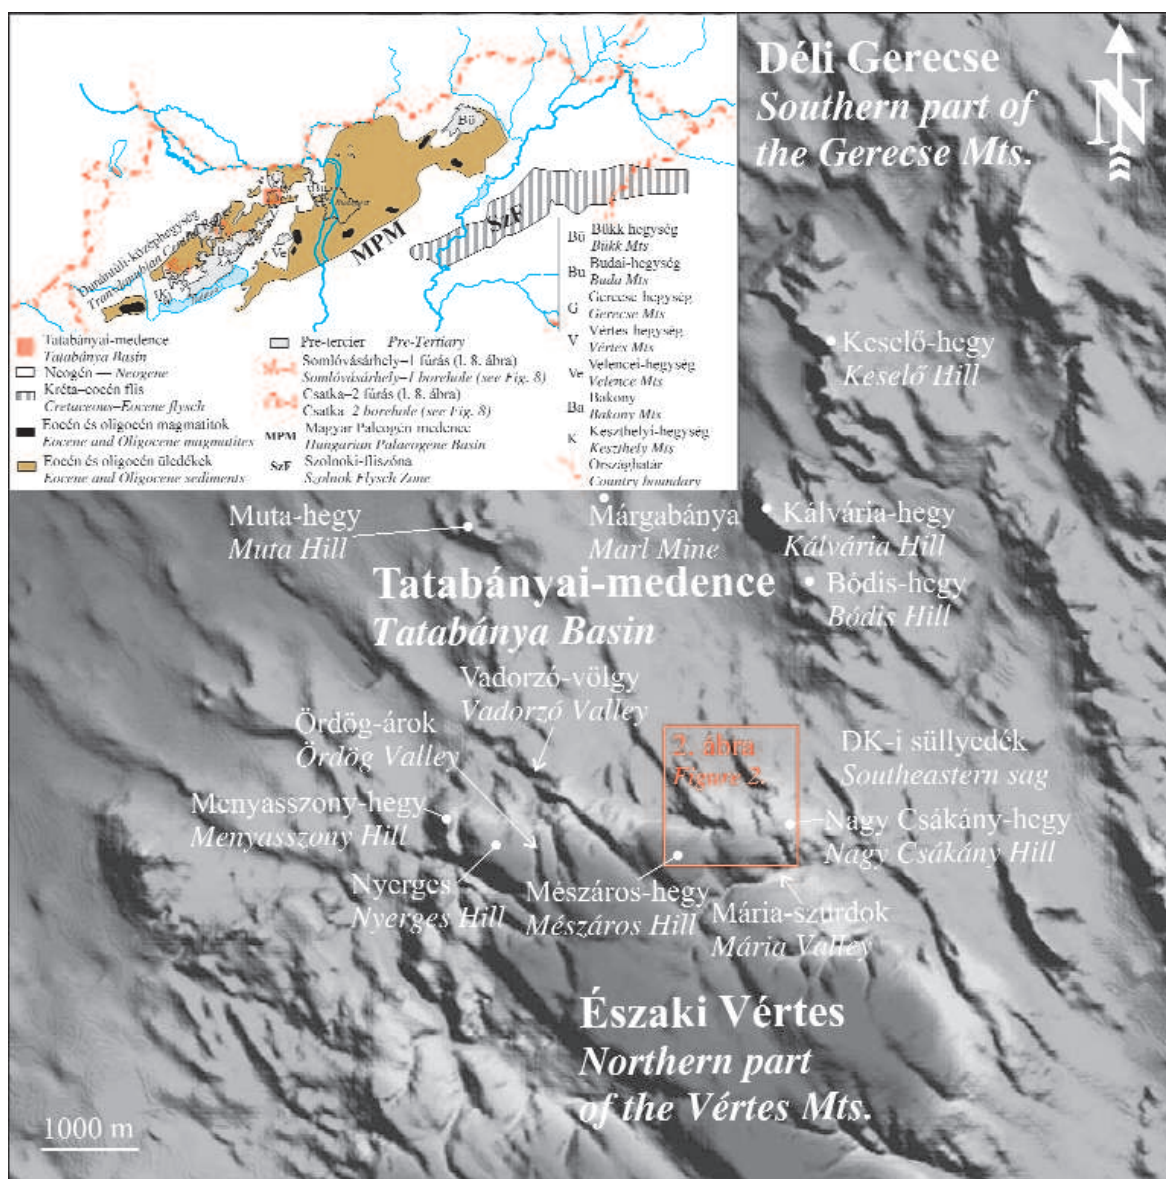 Déli Gerecse
Southern part of
the Gerecse Mts.
N
Bü
Ve
Ba
K
MPM
SzF
Dunántúli-középhegység
Tatabányai-medence
Tatabánya Basin
Neogén — Neogene
Kréta–eocén flis
Cretaceous–Eocene flysch
Eocén és oligocén magmatitok
Eocene and Oligocene magmatites
Eocén és oligocén üledékek
Eocene and Oligocene sediments
Pre-tercier Pre-Tertiary
Somlóvásárhely–1 fúrás (l. 8. ábra)
Somlóvásárhely–1 borehole (see Fig. 8)
Csatka–2 fúrás (l. 8. ábra)
Csatka 2 borehole (see Fig. 8)
MPM Magyar Paleogén medence
Hungarian Palaeogene Basin
SzF Szolnoki-fliszóna
Szolnok Flysch Zone
Bü Bükk hegység
Bükk Mts
Bu Budai-hegység
Buda Mts
G Gerecse hegység
Gerecse Mts
V Vértes hegység
Vértes Mts
Ve Velencei-hegység
Velence Mts
Ba Bakony
Bakony Mts
K Keszthelyi-hegység
Keszthely Mts
Országhatár
Country boundary
Keselő-hegy
Keselő Hill
Muta-hegy
Muta Hill
Márgabánya
Marl Mine
Kálvária-hegy
Kálvária Hill
Tatabányai-medence
Tatabánya Basin
Bódis-hegy
Bódis Hill
Vadorzó-völgy
Vadorzó Valley
Ördög-árok
Ördög Valley
2. ábra
Figure 2.
DK-i süllyedék
Southeastern sag
Menyasszony-hegy
Menyasszony Hill
Nagy Csákány-hegy
Nagy Csákány Hill
Nyerges
Nyerges Hill
Mészáros-hegy
Mészáros Hill
Mária-szurdok
Mária Valley
Északi Vértes
Northern part
of the Vértes Mts.
1000 m